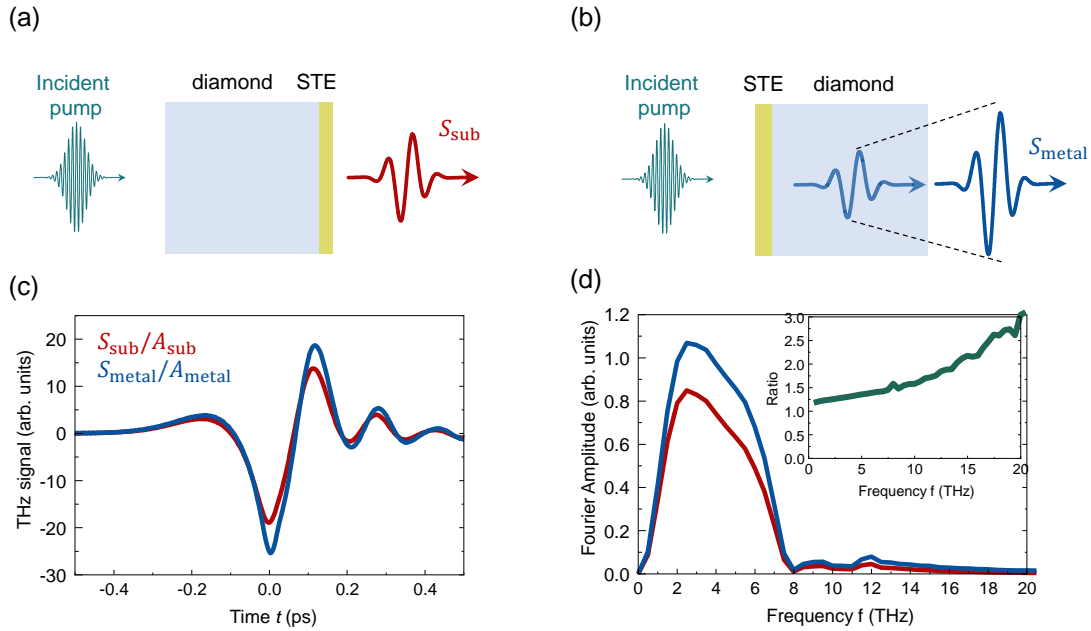 (a)
(b)
Incident
pump
diamond
STE
S_sub
Incident
pump
STE
diamond
S_metal
(c)
S_sub/A_sub
S_metal/A_metal
THz signal (arb. units)
20
10
0
-10
-20
-30
-0.4
-0.2
0.0
0.2
0.4
Time t (ps)
(d)
Fourier Amplitude (arb. units)
1.2
1.0
0.8
0.6
0.4
0.2
0.0
0 2 4 6 8 10 12 14 16 18 20
Frequency f (THz)
Ratio
3.0
2.5
2.0
1.5
1.0
0.5
0.0
0 5 10 15 20
Frequency f (THz)